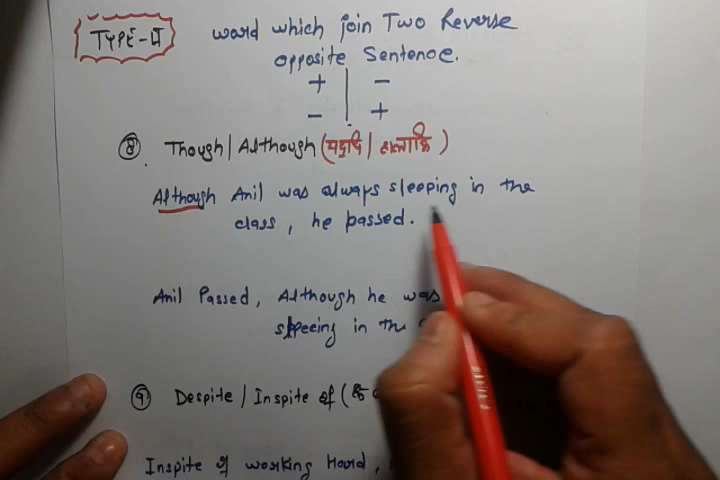 TYPE-II
word which join Two Reverse
opposite Sentence.
+ | -
- | +
⑧ Though/Although (यद्यपि/हालांकि)
Although Anil was always sleeping in the
class, he passed.
Anil Passed, Although he was
slpeeing in the
⑨ Despite/Inspite of (के
Inspite of working Hard,